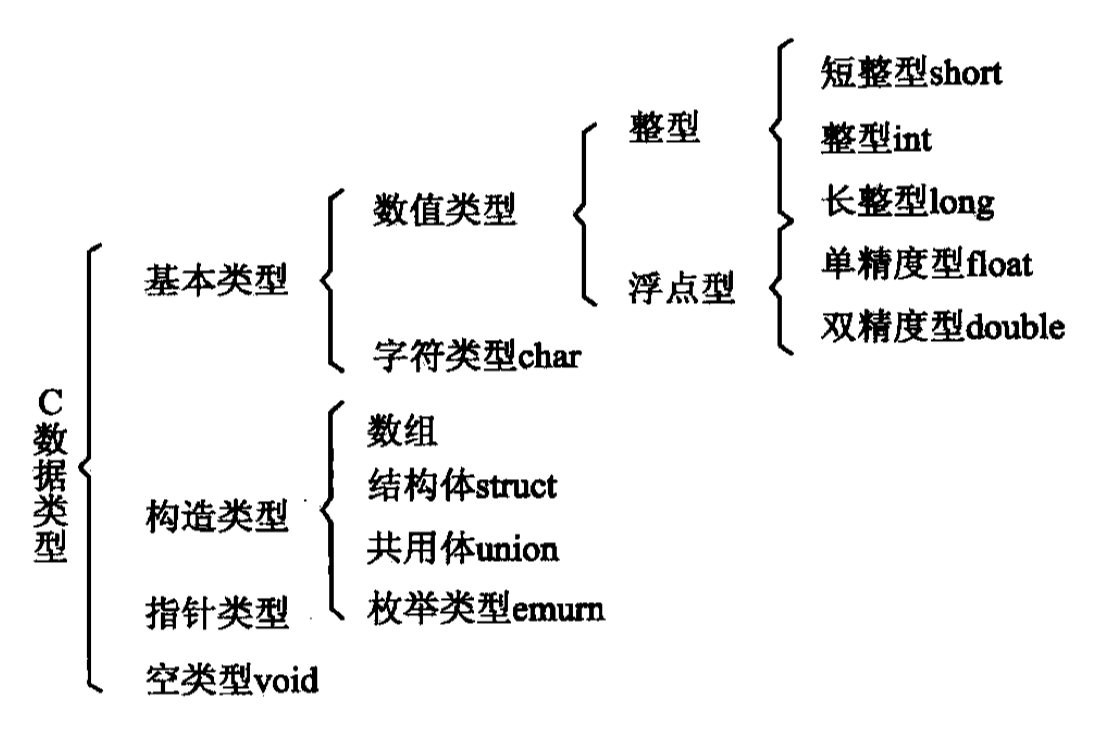 C数据类型
基本类型
数值类型
整型
短整型short
整型int
长整型long
浮点型
单精度型float
双精度型double
字符类型char
构造类型
数组
结构体struct
共用体union
枚举类型emurn
指针类型
空类型void